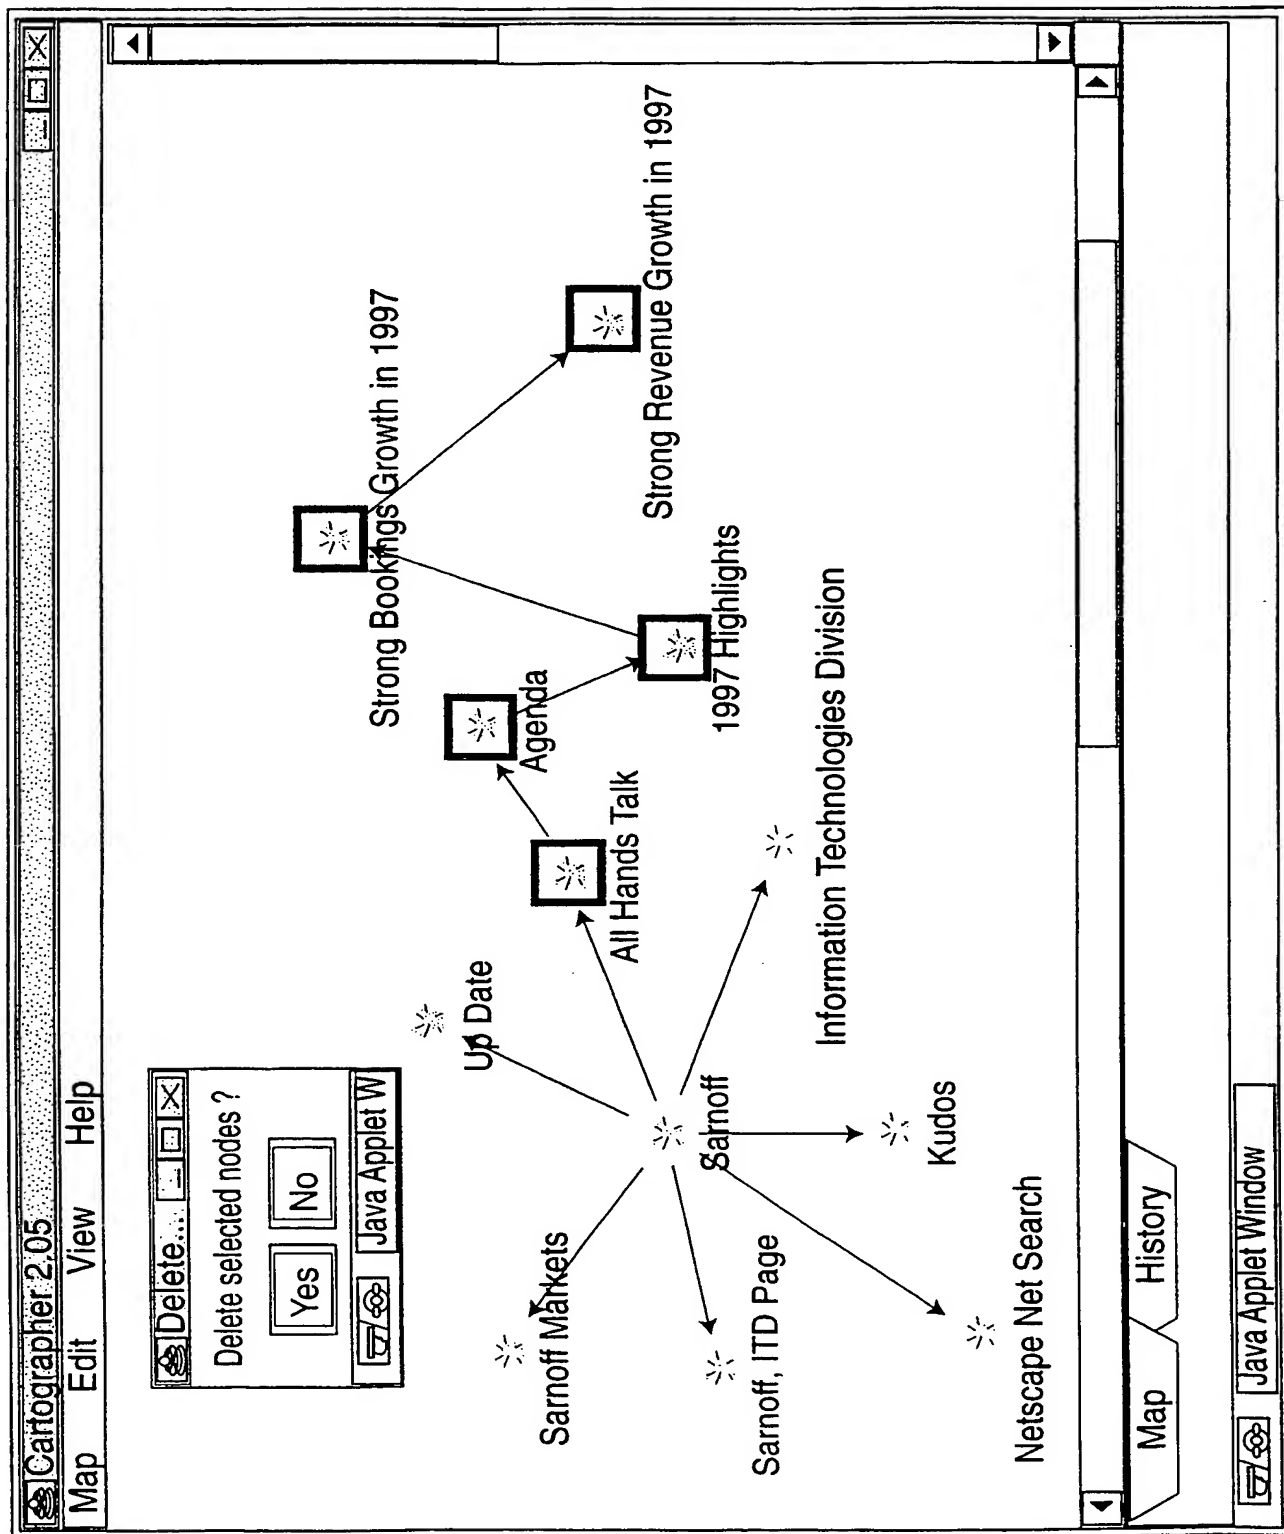 Cartographer 2.05
Map Edit View Help
Delete...
Delete selected nodes ?
Yes No
Java Applet W
Strong Bookings Growth in 1997
Up Date
Agenda
Sarnoff Markets
All Hands Talk
Strong Revenue Growth in 1997
Sarnoff
1997 Highlights
Sarnoff, ITD Page
Information Technologies Division
Kudos
Netscape Net Search
Map History
Java Applet Window